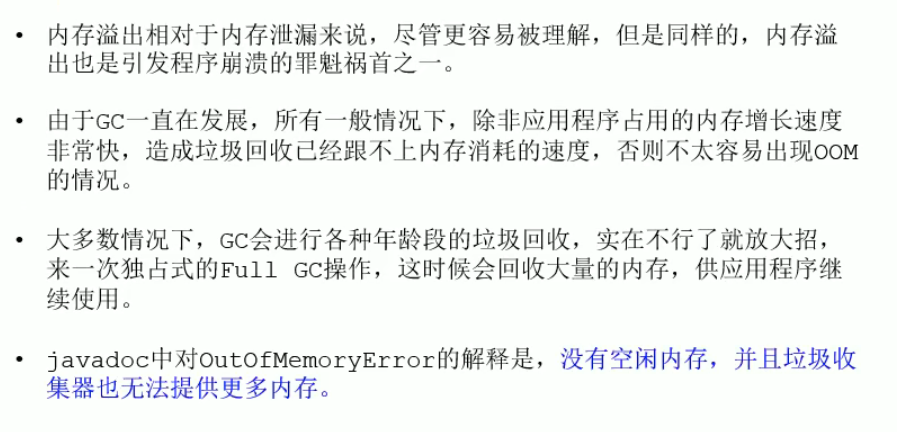 • 内存溢出相对于内存泄漏来说，尽管更容易被理解，但是同样的，内存溢
出也是引发程序崩溃的罪魁祸首之一。
• 由于GC一直在发展，所有一般情况下，除非应用程序占用的内存增长速度
非常快，造成垃圾回收已经跟不上内存消耗的速度，否则不太容易出现OOM
的情况。
• 大多数情况下，GC会进行各种年龄段的垃圾回收，实在不行了就放大招，
来一次独占式的Full GC操作，这时候会回收大量的内存，供应用程序继
续使用。
• javadoc中对OutOfMemoryError的解释是，没有空闲内存，并且垃圾收
集器也无法提供更多内存。